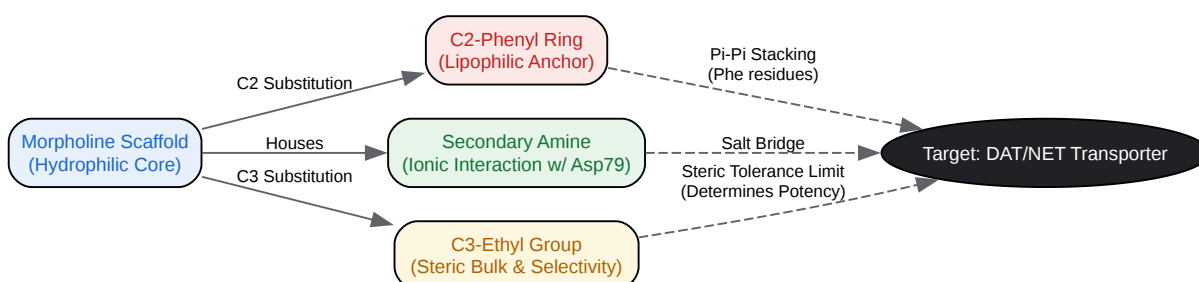 C2-Phenyl Ring
(Lipophilic Anchor)
Pi-Pi Stacking
(Phe residues)
C2 Substitution
Morpholine Scaffold
(Hydrophilic Core)
Houses
Secondary Amine
(Ionic Interaction w/ Asp79)
Salt Bridge
Target: DAT/NET Transporter
C3 Substitution
Steric Tolerance Limit
(Determines Potency)
C3-Ethyl Group
(Steric Bulk & Selectivity)